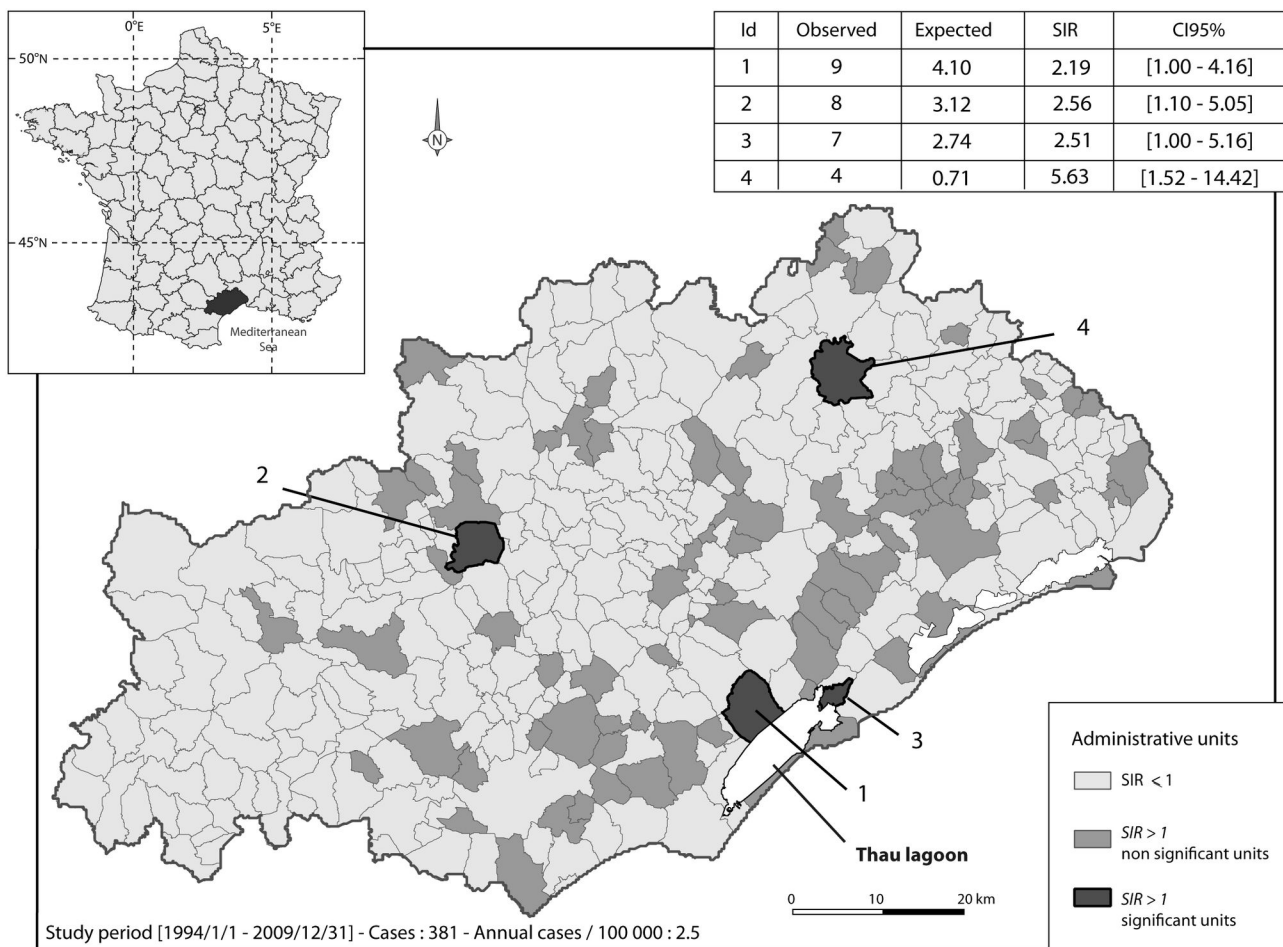 0°E 5°E
50°N
45°N
Mediterranean
Sea
N
Id Observed Expected SIR CI95%
1 9 4.10 2.19 [1.00 - 4.16]
2 8 3.12 2.56 [1.10 - 5.05]
3 7 2.74 2.51 [1.00 - 5.16]
4 4 0.71 5.63 [1.52 - 14.42]
4
2
3
1
Thau lagoon
0 10 20 km
Administrative units
SIR < 1
SIR > 1
non significant units
SIR > 1
significant units
Study period [1994/1/1 - 2009/12/31] - Cases : 381 - Annual cases / 100 000 : 2.5